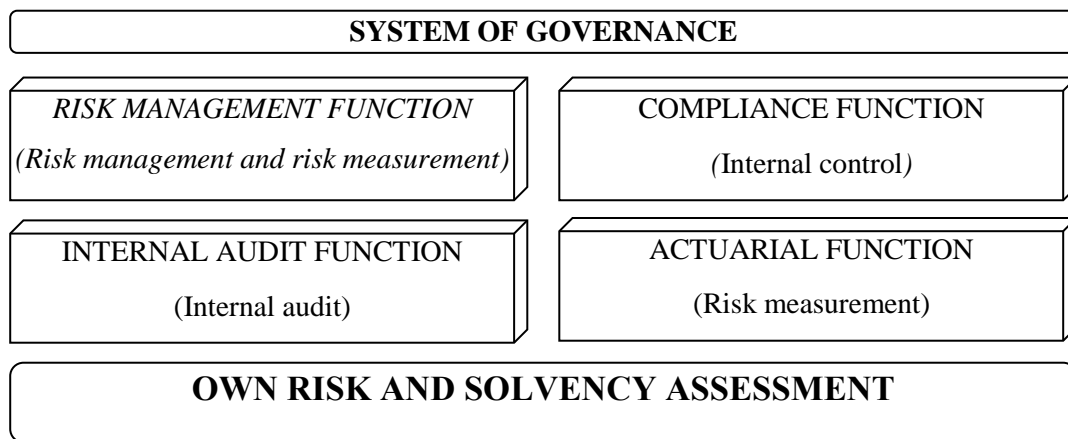 SYSTEM OF GOVERNANCE
RISK MANAGEMENT FUNCTION
(Risk management and risk measurement)
COMPLIANCE FUNCTION
(Internal control)
INTERNAL AUDIT FUNCTION
(Internal audit)
ACTUARIAL FUNCTION
(Risk measurement)
OWN RISK AND SOLVENCY ASSESSMENT